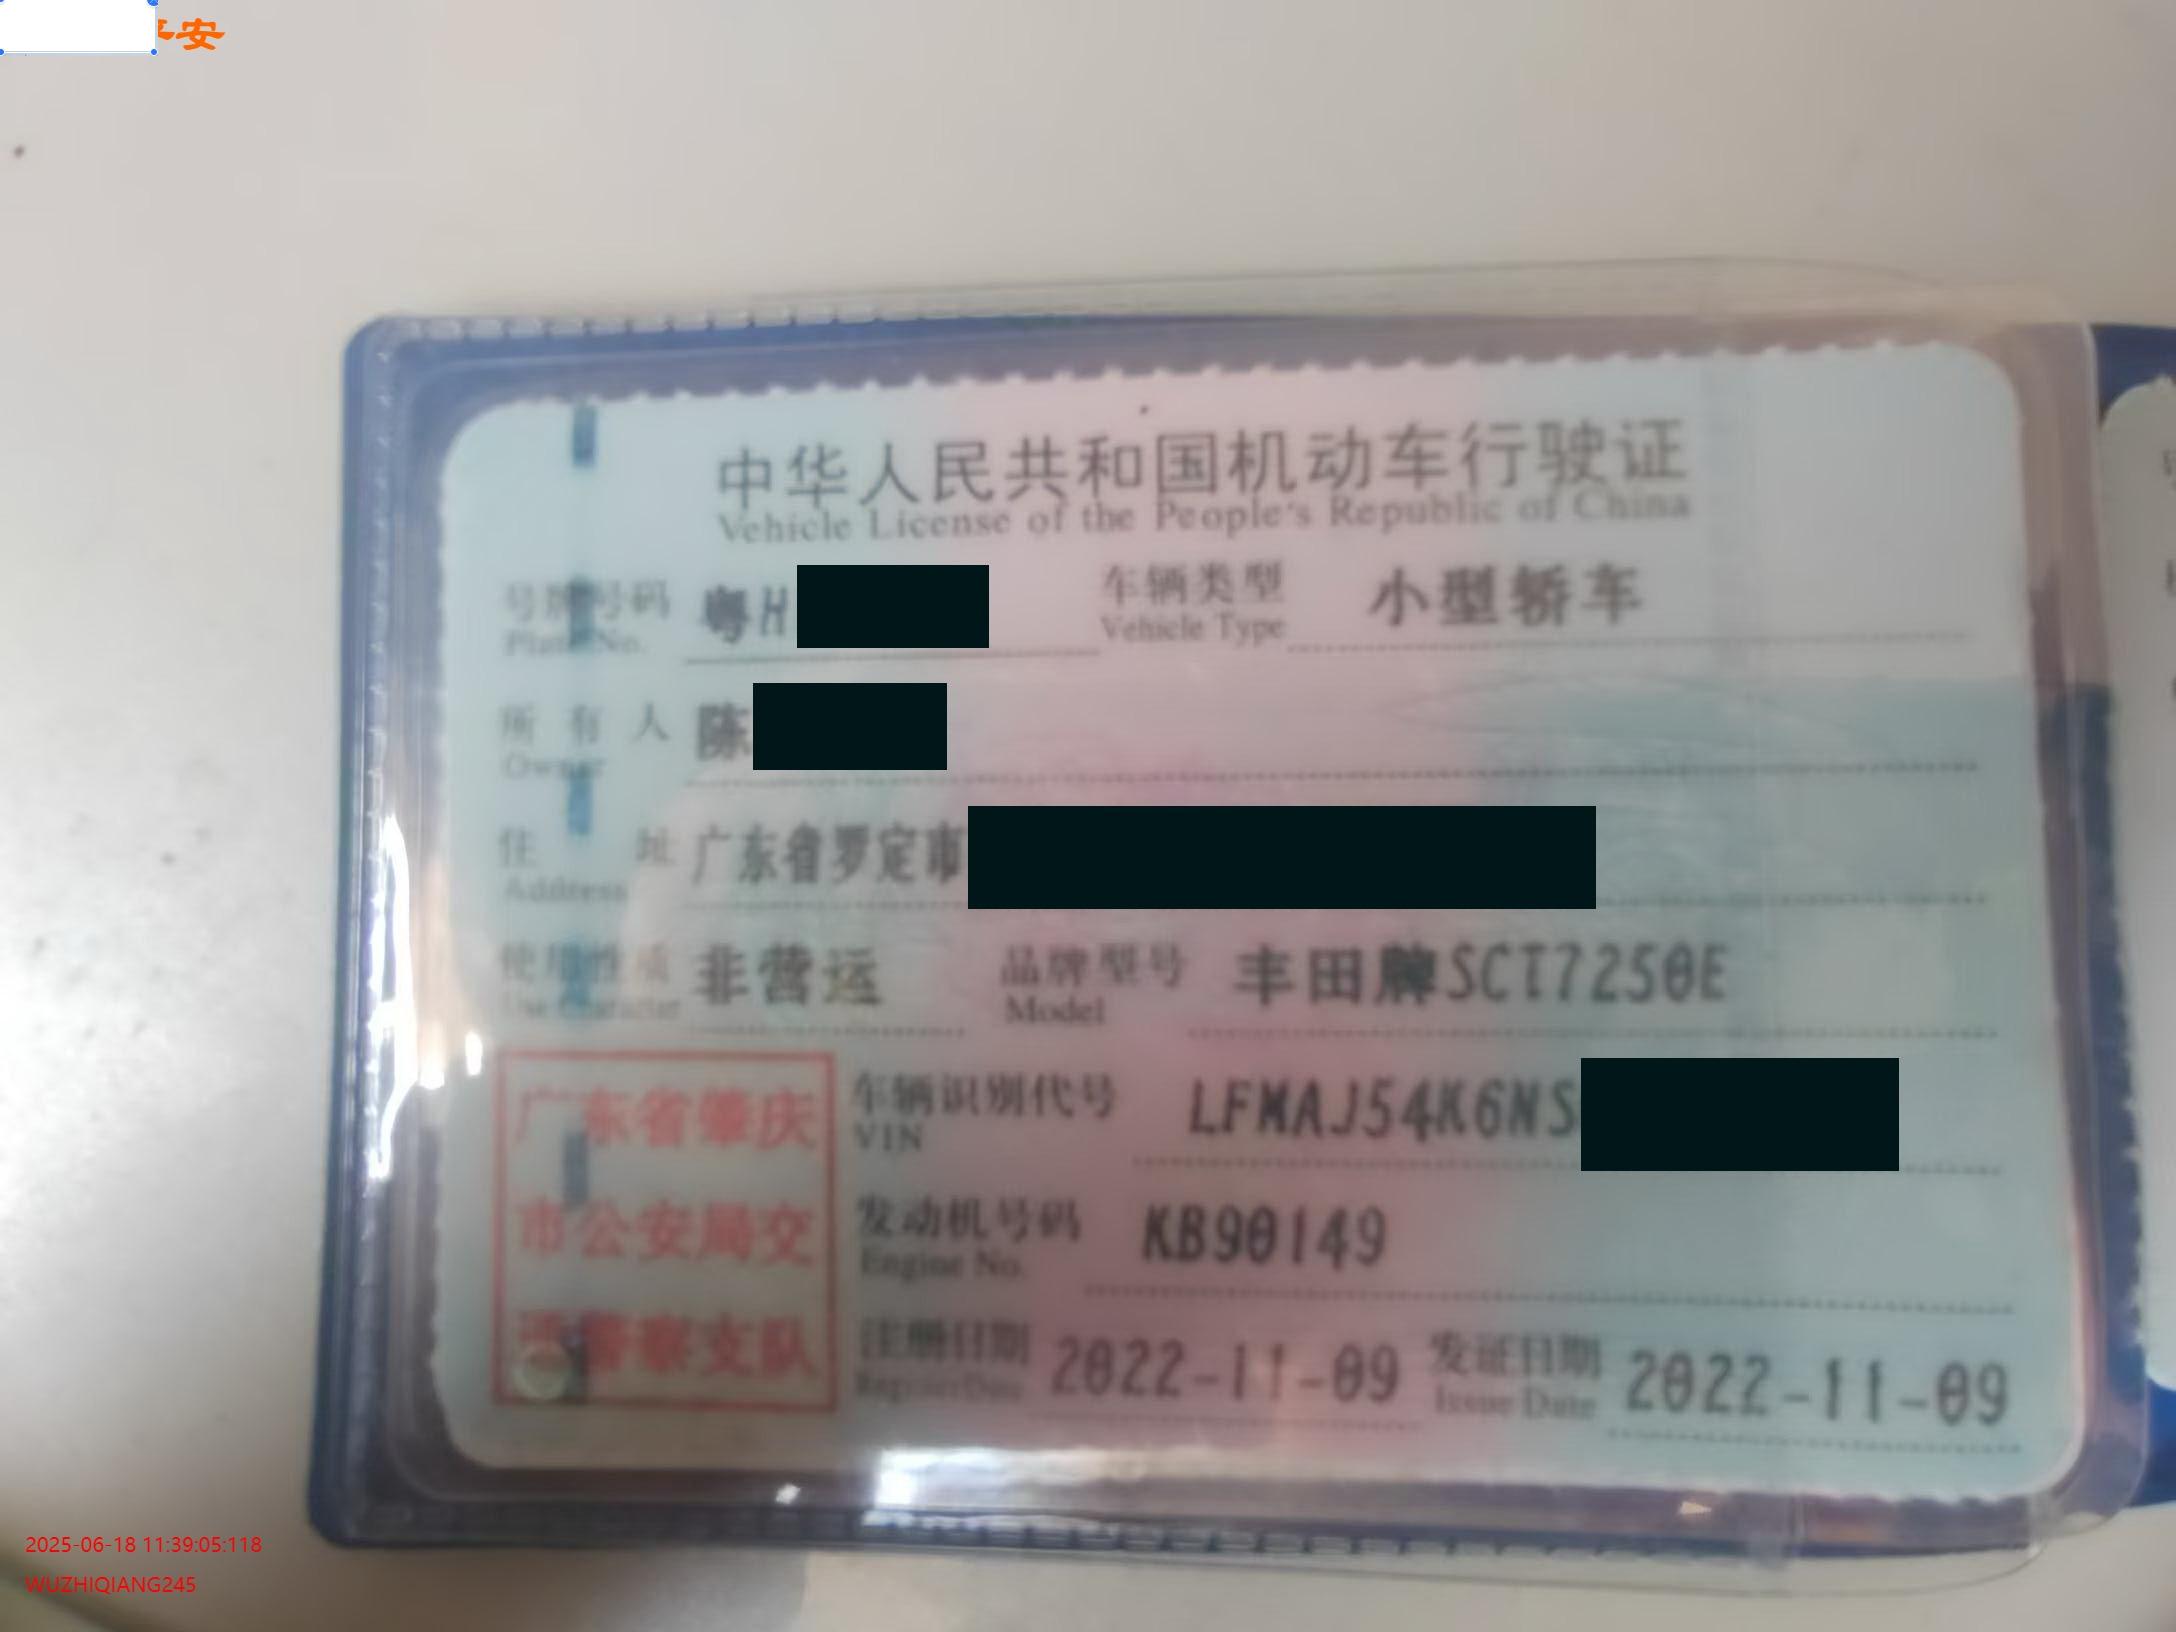 安
中华人民共和国机动车行驶证
Vehicle License of the People's Republic of China
号牌号码 粤H 车辆类型 小型轿车
Plate No. Vehicle Type
所有人 陈
Owner
住址 广东省罗定市
Address
使用性质 非营运 品牌型号 丰田牌SCT7250E
Use Character Model
广东省肇庆 车辆识别代号 LFMAJ54K6NS
VIN
市公安局交 发动机号码 KB90149
Engine No.
通警察支队 注册日期 2022-11-09 发证日期 2022-11-09
Register Date Issue Date
2025-06-18 11:39:05:118
WUZHIQIANG245